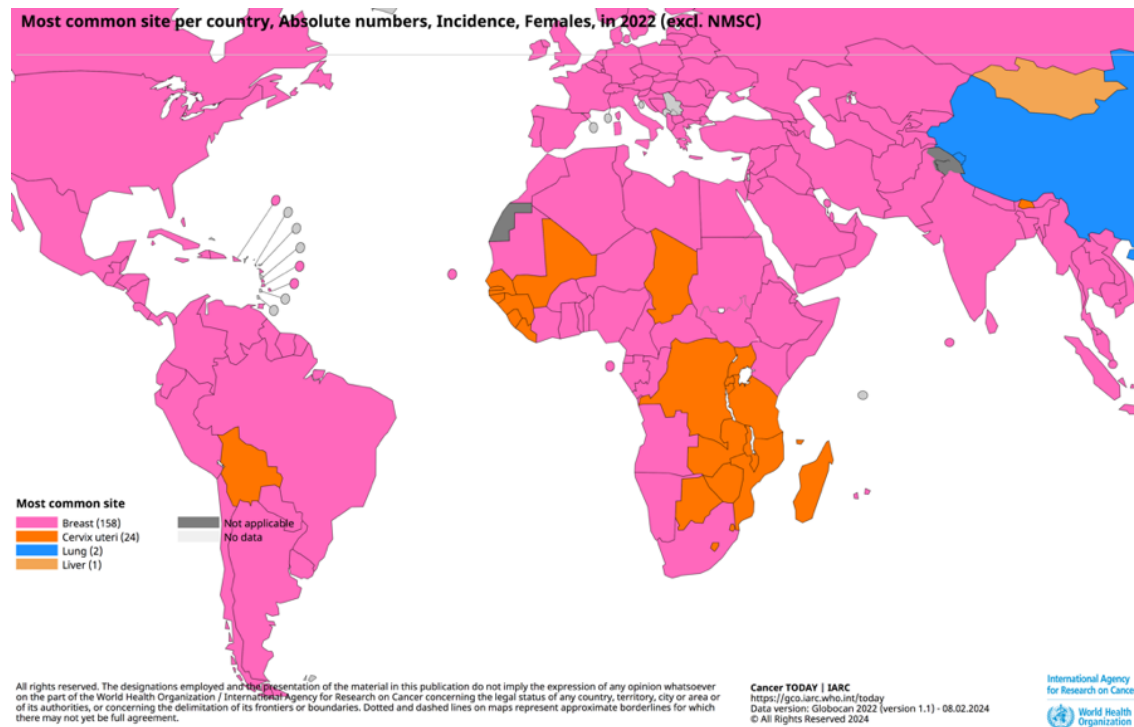 Most common site per country, Absolute numbers, Incidence, Females, in 2022 (excl. NMSC)
Most common site
Breast (158)
Cervix uteri (24)
Lung (2)
Liver (1)
Not applicable
No data
All rights reserved. The designations employed and the presentation of the material in this publication do not imply the expression of any opinion whatsoever
on the part of the World Health Organization / International Agency for Research on Cancer concerning the legal status of any country, territory, city or area or
of its authorities, or concerning the delimitation of its frontiers or boundaries. Dotted and dashed lines on maps represent approximate borderlines for which
there may not yet be full agreement.
Cancer TODAY | IARC
https://gco.iarc.who.int/today
Data version: Globocan 2022 (version 1.1) - 08.02.2024
© All Rights Reserved 2024
International Agency
for Research on Cance
World Health
Organization